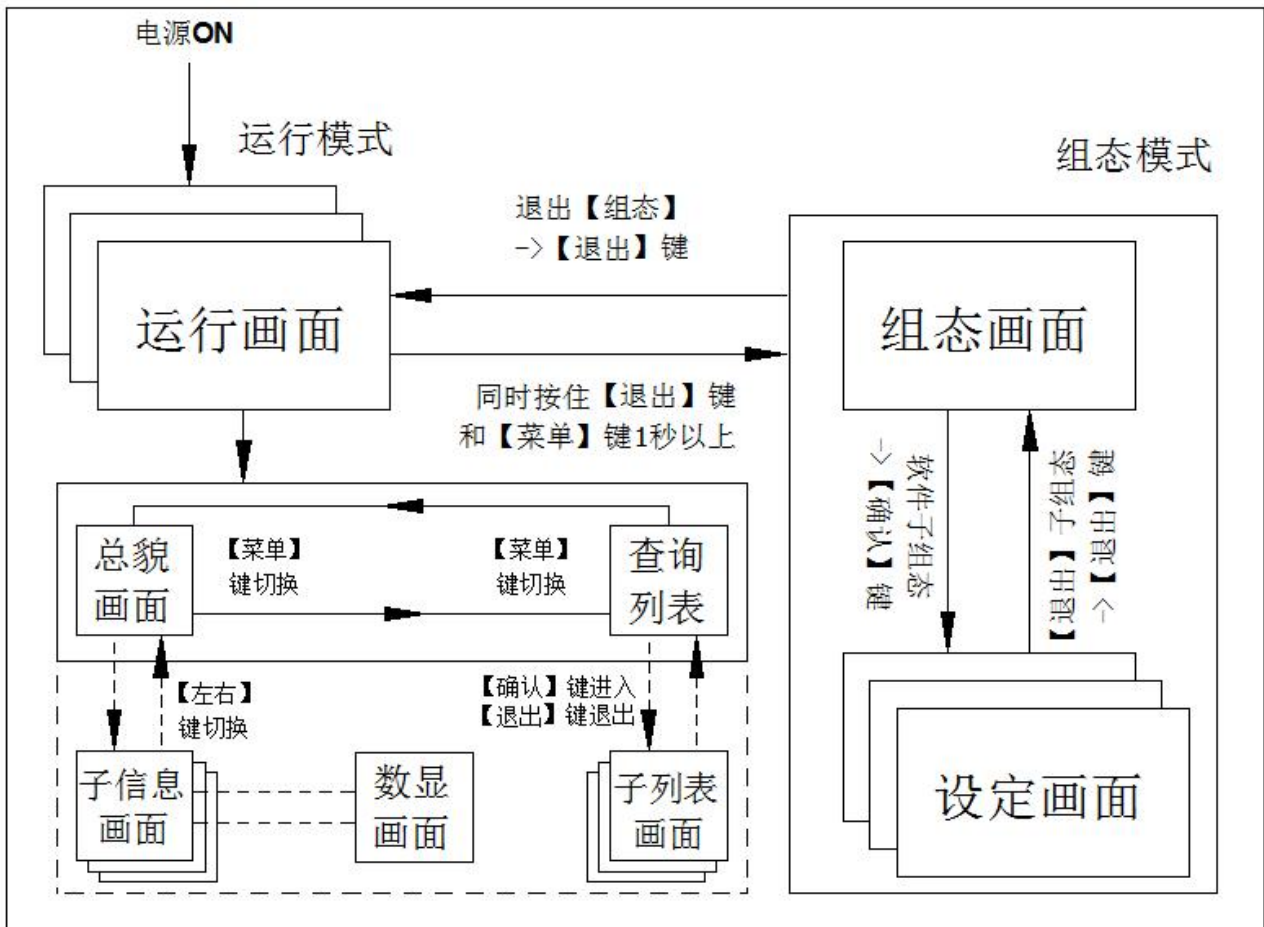 电源ON
运行模式
组态模式
退出【组态】
->【退出】键
运行画面
组态画面
同时按住【退出】键
和【菜单】键1秒以上
软件子组态
->【确认】键
【退出】子组态
->【退出】键
总貌
画面
【菜单】
键切换
【菜单】
键切换
查询
列表
【左右】
键切换
【确认】键进入
【退出】键退出
子信息
画面
数显
画面
子列表
画面
设定画面